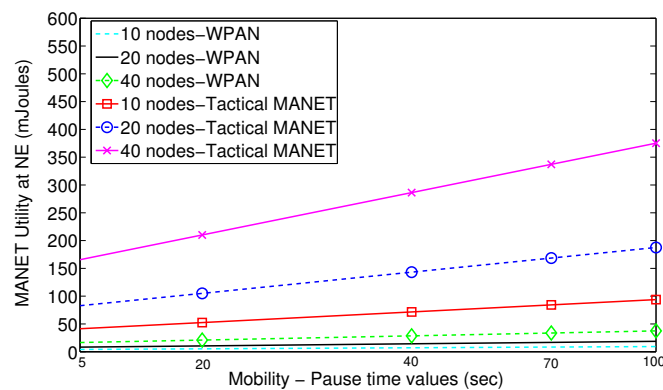 600
550
500
450
400
350
300
250
200
150
100
50
0
MANET Utility at NE (mJoules)
10 nodes−WPAN
20 nodes−WPAN
40 nodes−WPAN
10 nodes−Tactical MANET
20 nodes−Tactical MANET
40 nodes−Tactical MANET
5 20 40 70 100
Mobility − Pause time values (sec)